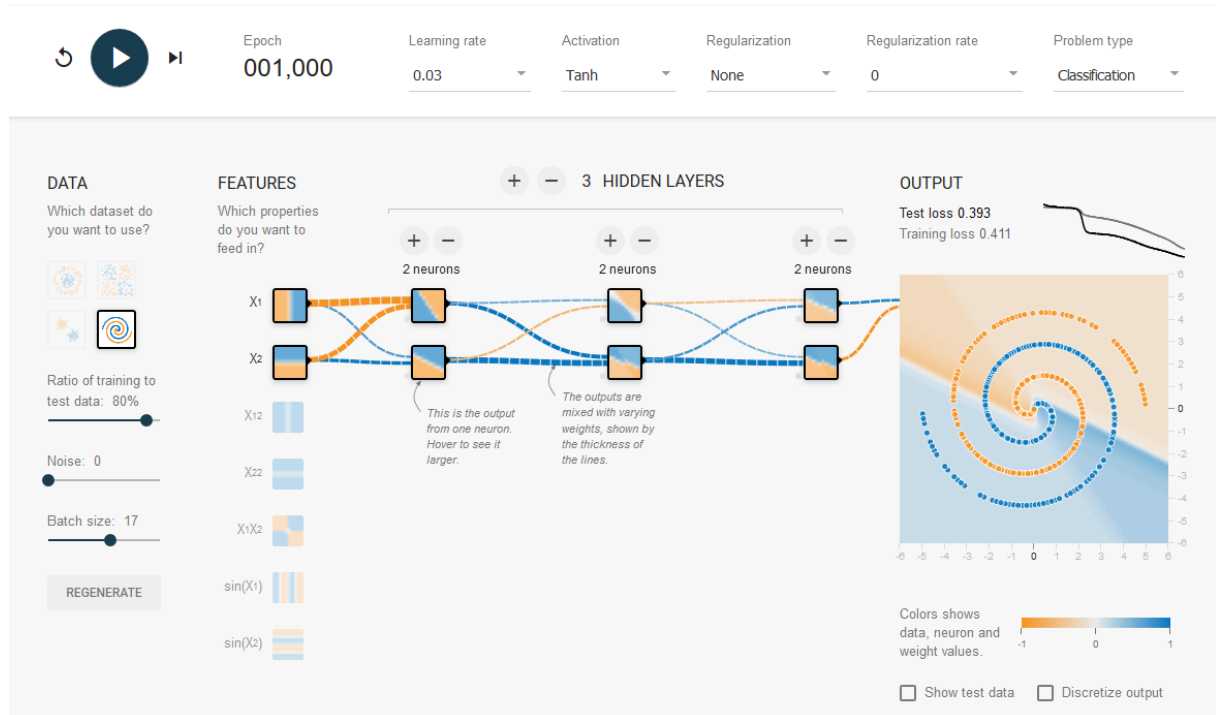 Epoch
001,000
Learning rate
0.03
Activation
Tanh
Regularization
None
Regularization rate
0
Problem type
Classification
DATA
Which dataset do
you want to use?
Ratio of training to
test data: 80%
Noise: 0
Batch size: 17
REGENERATE
FEATURES
Which properties
do you want to
feed in?
X1
X2
X12
X22
X1X2
sin(X1)
sin(X2)
+ − 3 HIDDEN LAYERS
+ −
2 neurons
+ −
2 neurons
+ −
2 neurons
This is the output
from one neuron.
Hover to see it
larger.
The outputs are
mixed with varying
weights, shown by
the thickness of
the lines.
OUTPUT
Test loss 0.393
Training loss 0.411
6
5
4
3
2
1
0
-1
-2
-3
-4
-5
-6
-6 -5 -4 -3 -2 -1 0 1 2 3 4 5 6
Colors shows
data, neuron and
weight values.
-1 0 1
Show test data
Discretize output